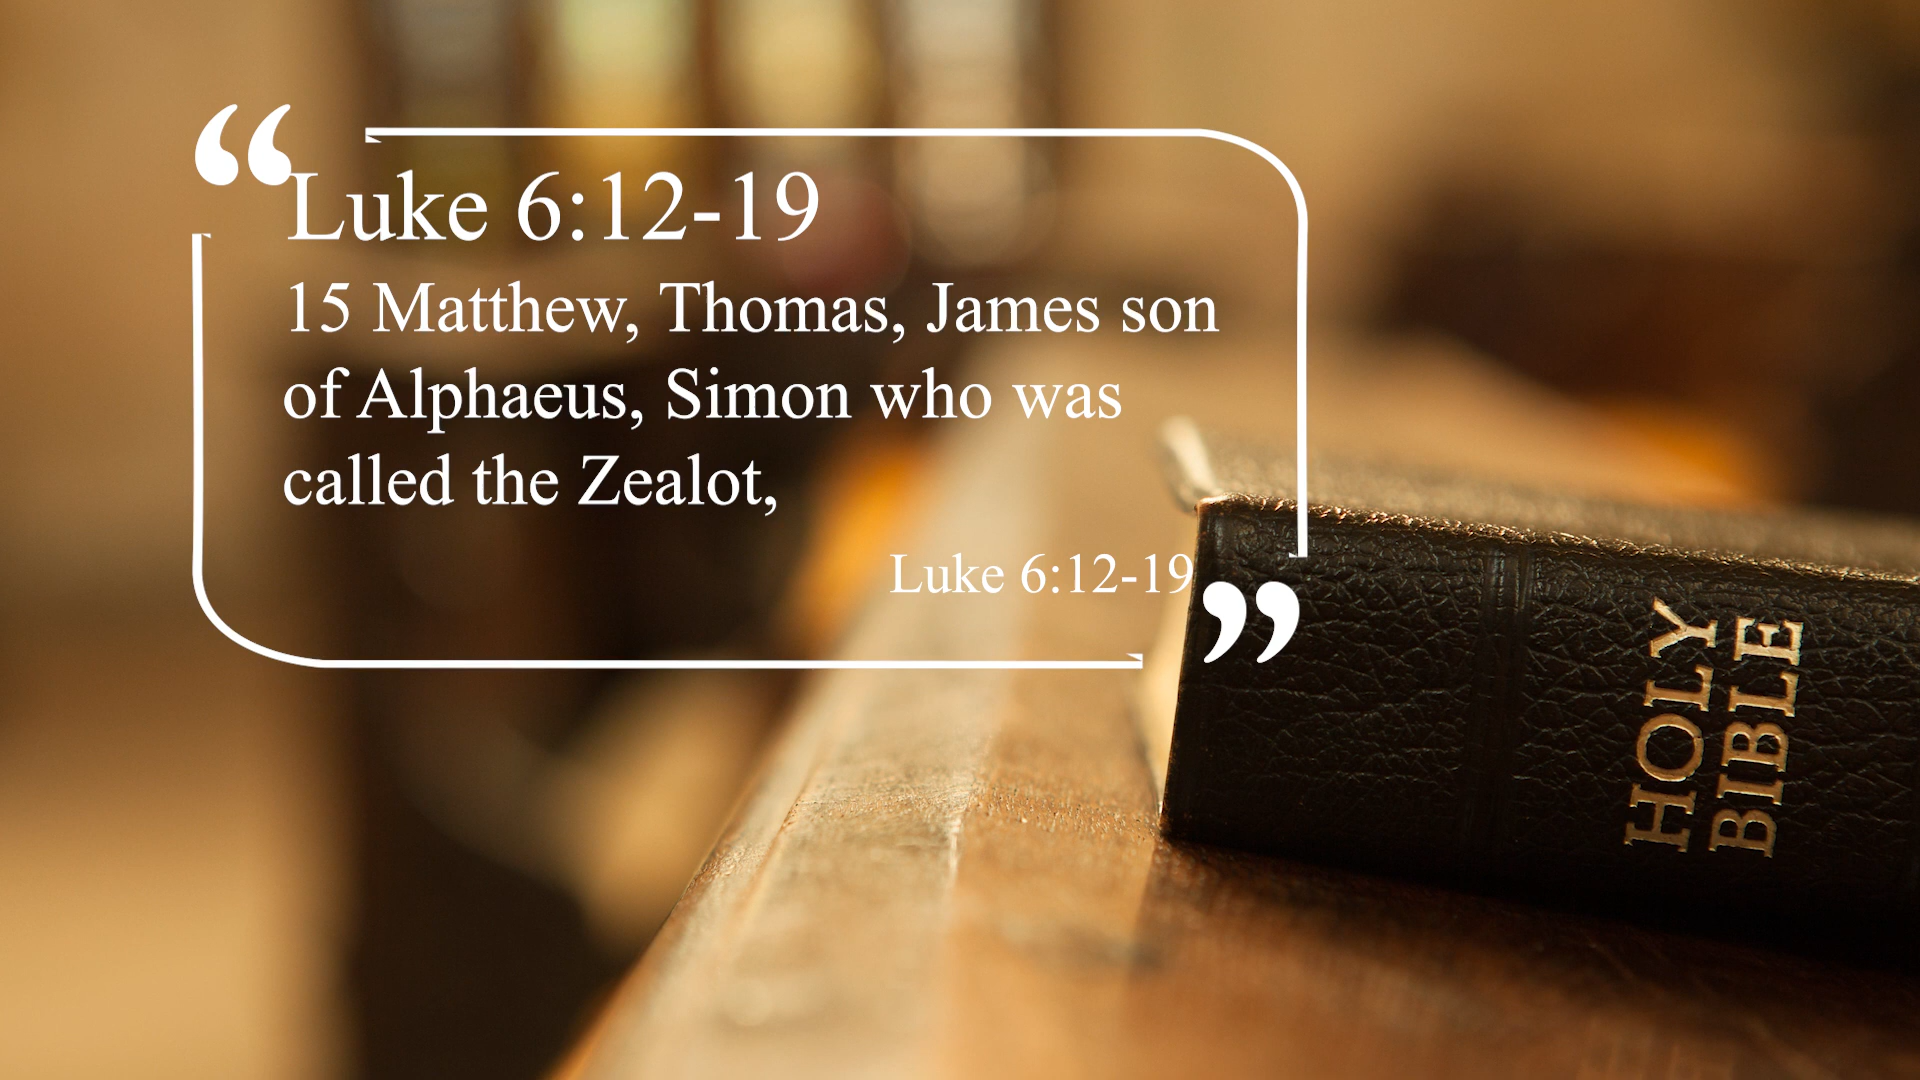 “
Luke 6:12-19
15 Matthew, Thomas, James son
of Alphaeus, Simon who was
called the Zealot,
Luke 6:12-19
”
HOLY
BIBLE